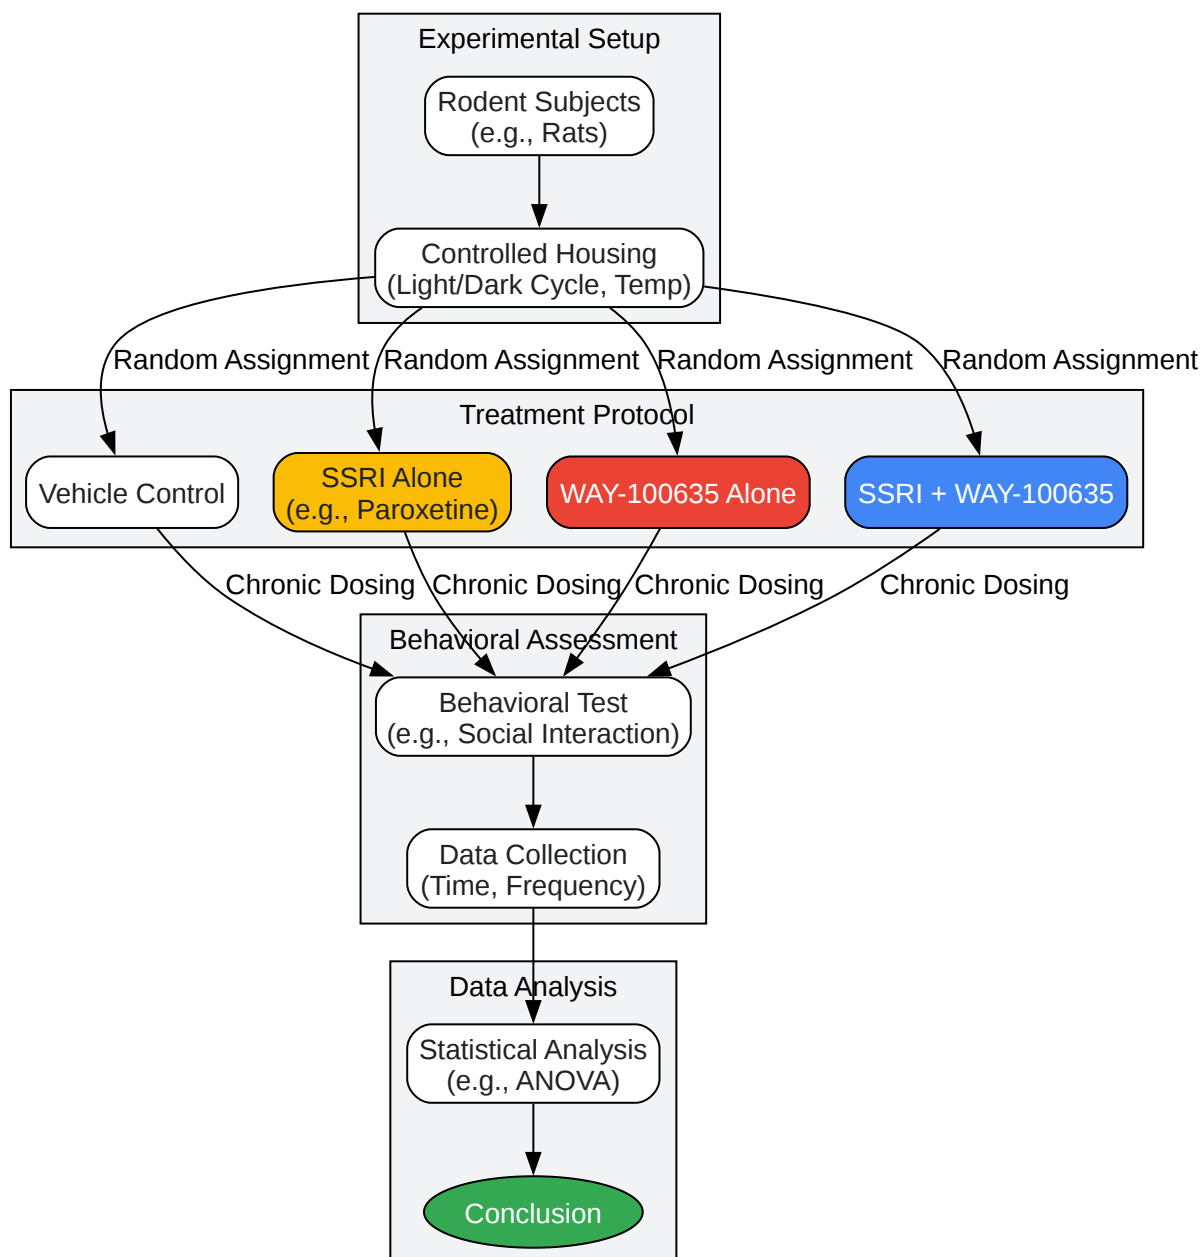 Experimental Setup
Rodent Subjects
(e.g., Rats)
Controlled Housing
(Light/Dark Cycle, Temp)
Random Assignment
Random Assignment
Random Assignment
Random Assignment
Treatment Protocol
Vehicle Control
SSRI Alone
(e.g., Paroxetine)
WAY-100635 Alone
SSRI + WAY-100635
Chronic Dosing
Chronic Dosing
Chronic Dosing
Chronic Dosing
Behavioral Assessment
Behavioral Test
(e.g., Social Interaction)
Data Collection
(Time, Frequency)
Data Analysis
Statistical Analysis
(e.g., ANOVA)
Conclusion